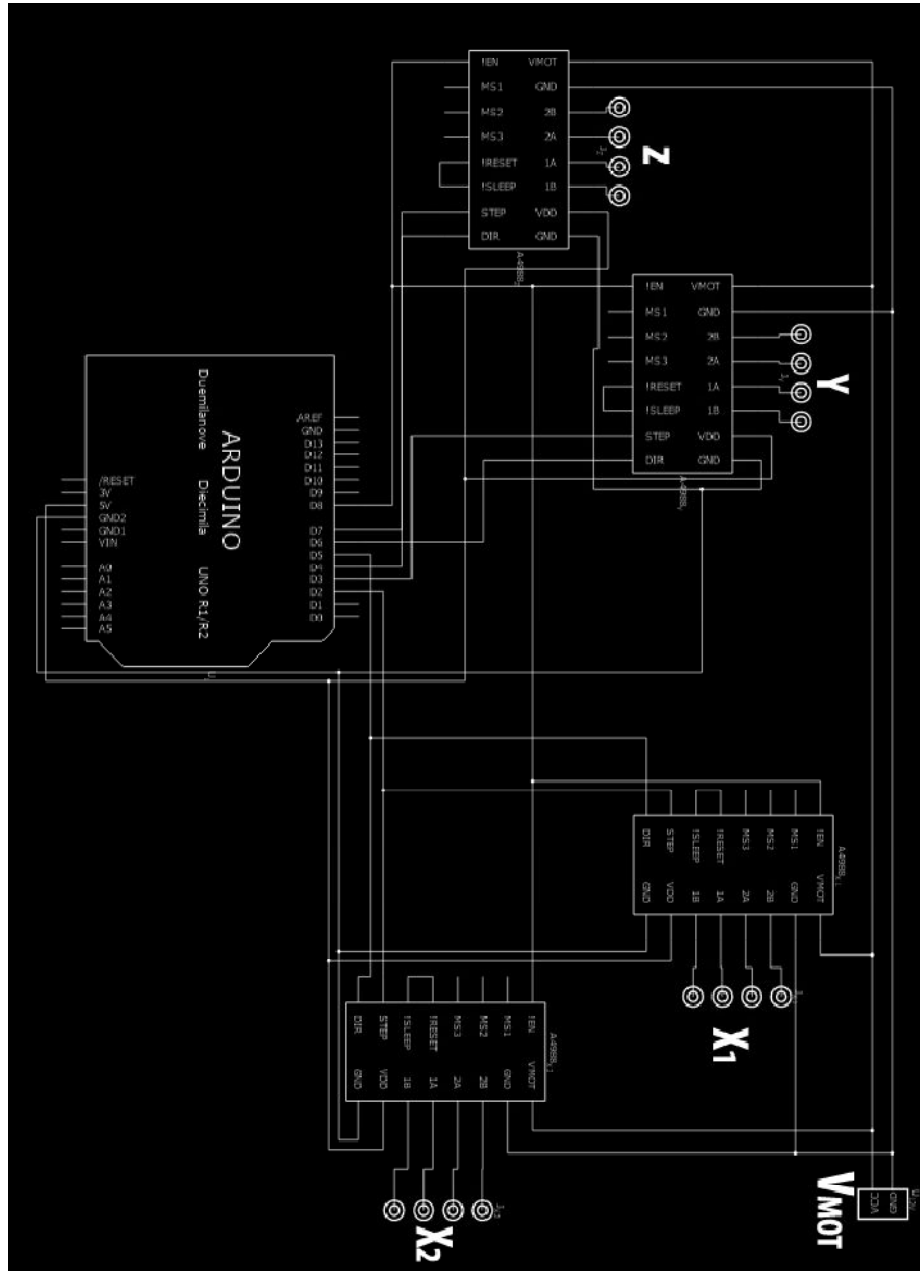 !EN VMOT
MS1 GND
MS2 2B
MS3 2A
!RESET 1A
!SLEEP 1B
STEP VDD
DIR GND
Z
!EN VMOT
MS1 GND
MS2 2B
MS3 2A
!RESET 1A
!SLEEP 1B
STEP VDD
DIR GND
Y
ARDUINO
Duemilanove Diecimila UNO R1/R2
/RESET
3V
5V
GND2
GND1
VIN
A0
A1
A2
A3
A4
A5
AREF
GND
D13
D12
D11
D10
D9
D8
D7
D6
D5
D4
D3
D2
D1
D0
A4988
!EN VMOT
MS1 GND
MS2 2B
MS3 2A
!RESET 1A
!SLEEP 1B
STEP VDD
DIR GND
X1
A4988
!EN VMOT
MS1 GND
MS2 2B
MS3 2A
!RESET 1A
!SLEEP 1B
STEP VDD
DIR GND
X2
VMOT
GND
VCC